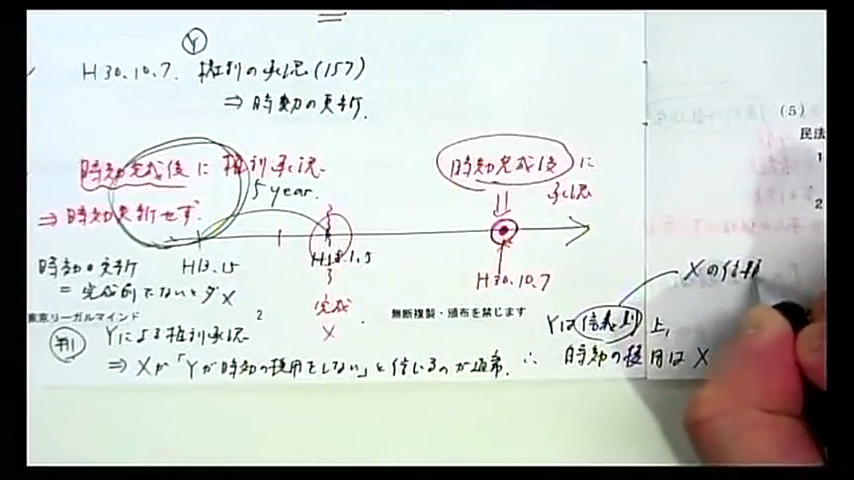 Y
H30.10.7. 権利の承認(157)
⇒ 時効の更新.
(5)
民法
1
2
時効完成後に権利承認
⇒ 時効更新せず.
5 year.
時効完成後に
承認
H13.1.5
H18.1.5
H30.10.7
時効の更新
= 完成前でないとダメ
完成
X
東京リーガルマインド
2
無断複製・頒布を禁じます
#1
Yによる権利承認
⇒ Xが「Yが時効の援用をしない」と信じるのが通常.
∴
Yは信義則上,
時効の援用は X
Xの信頼